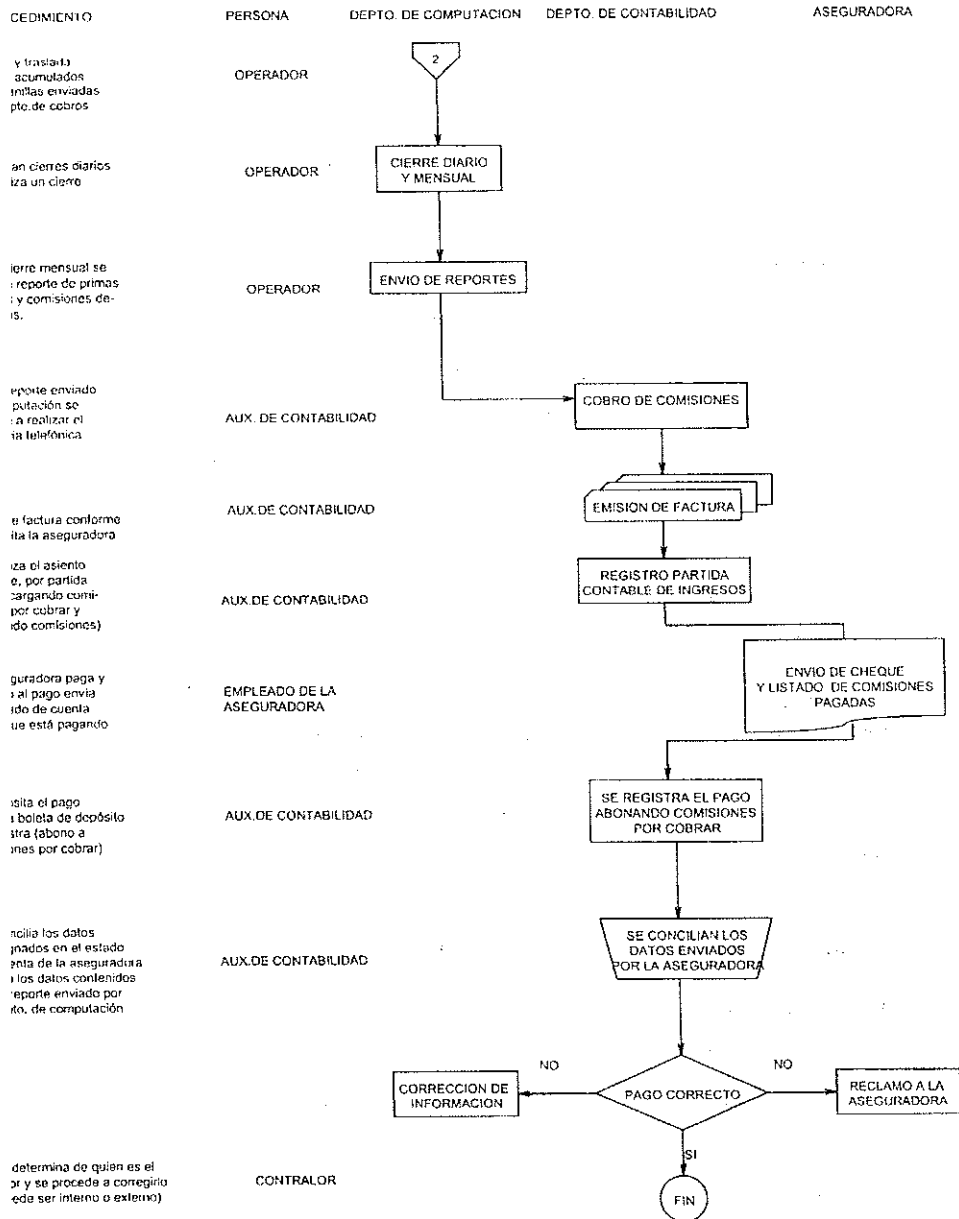 CEDIMIENTO PERSONA DEPTO. DE COMPUTACION DEPTO. DE CONTABILIDAD ASEGURADORA
2
y traslada
acumulados
nillas enviadas
pto.de cobros
OPERADOR
an cierres diarios
iza un cierre
OPERADOR
CIERRE DIARIO
Y MENSUAL
ierre mensual se
reporte de primas
y comisiones de-
s.
OPERADOR
ENVIO DE REPORTES
eporte enviado
putación se
a realizar el
ía telefónica
AUX. DE CONTABILIDAD
COBRO DE COMISIONES
e factura conforme
ita la aseguradora
AUX.DE CONTABILIDAD
EMISION DE FACTURA
iza el asiento
e, por partida
cargando comi-
por cobrar y
do comisiones)
AUX.DE CONTABILIDAD
REGISTRO PARTIDA
CONTABLE DE INGRESOS
guradora paga y
o al pago envia
do de cuenta
ue está pagando
EMPLEADO DE LA
ASEGURADORA
ENVIO DE CHEQUE
Y LISTADO DE COMISIONES
PAGADAS
sita el pago
boleta de depósito
stra (abono a
ones por cobrar)
AUX.DE CONTABILIDAD
SE REGISTRA EL PAGO
ABONANDO COMISIONES
POR COBRAR
ncilia los datos
gnados en el estado
enta de la aseguradora
los datos contenidos
reporte enviado por
to. de computación
AUX.DE CONTABILIDAD
SE CONCILIAN LOS
DATOS ENVIADOS
POR LA ASEGURADORA
NO NO
CORRECCION DE
INFORMACION
PAGO CORRECTO
RECLAMO A LA
ASEGURADORA
SI
determina de quien es el
or y se procede a corregirlo
ede ser interno o externo)
CONTRALOR
FIN